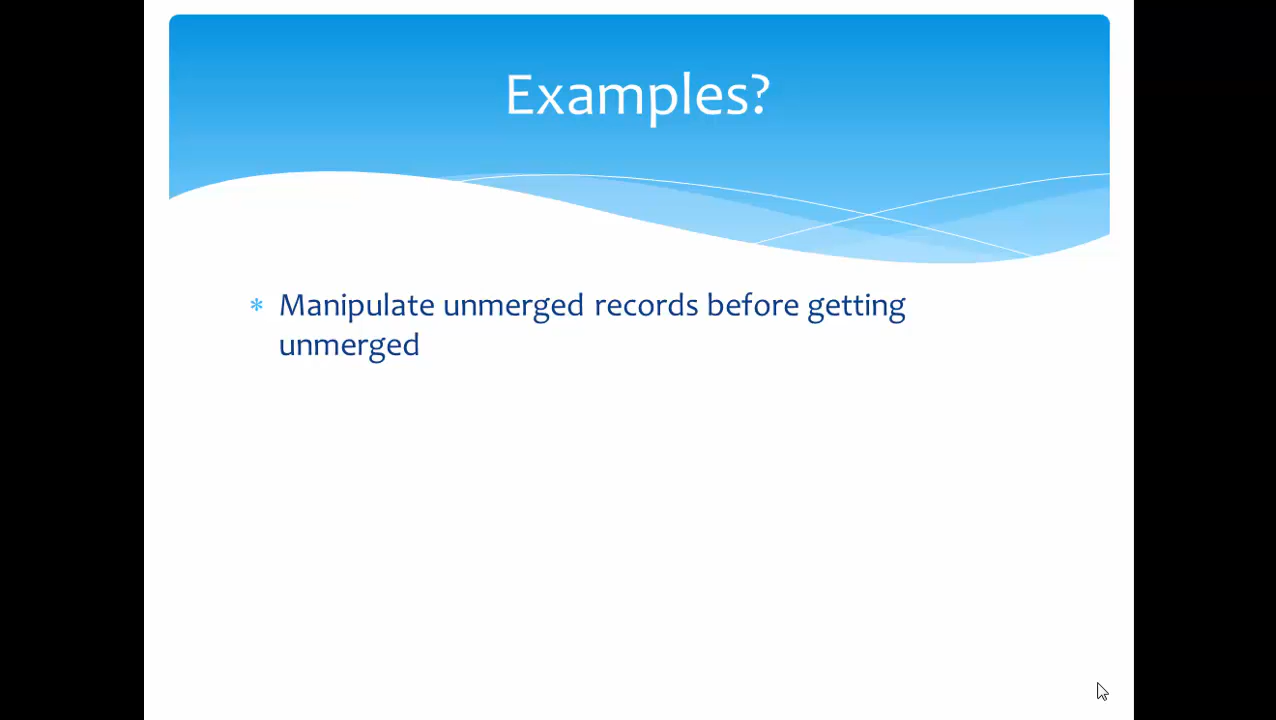 Examples?
* Manipulate unmerged records before getting
unmerged